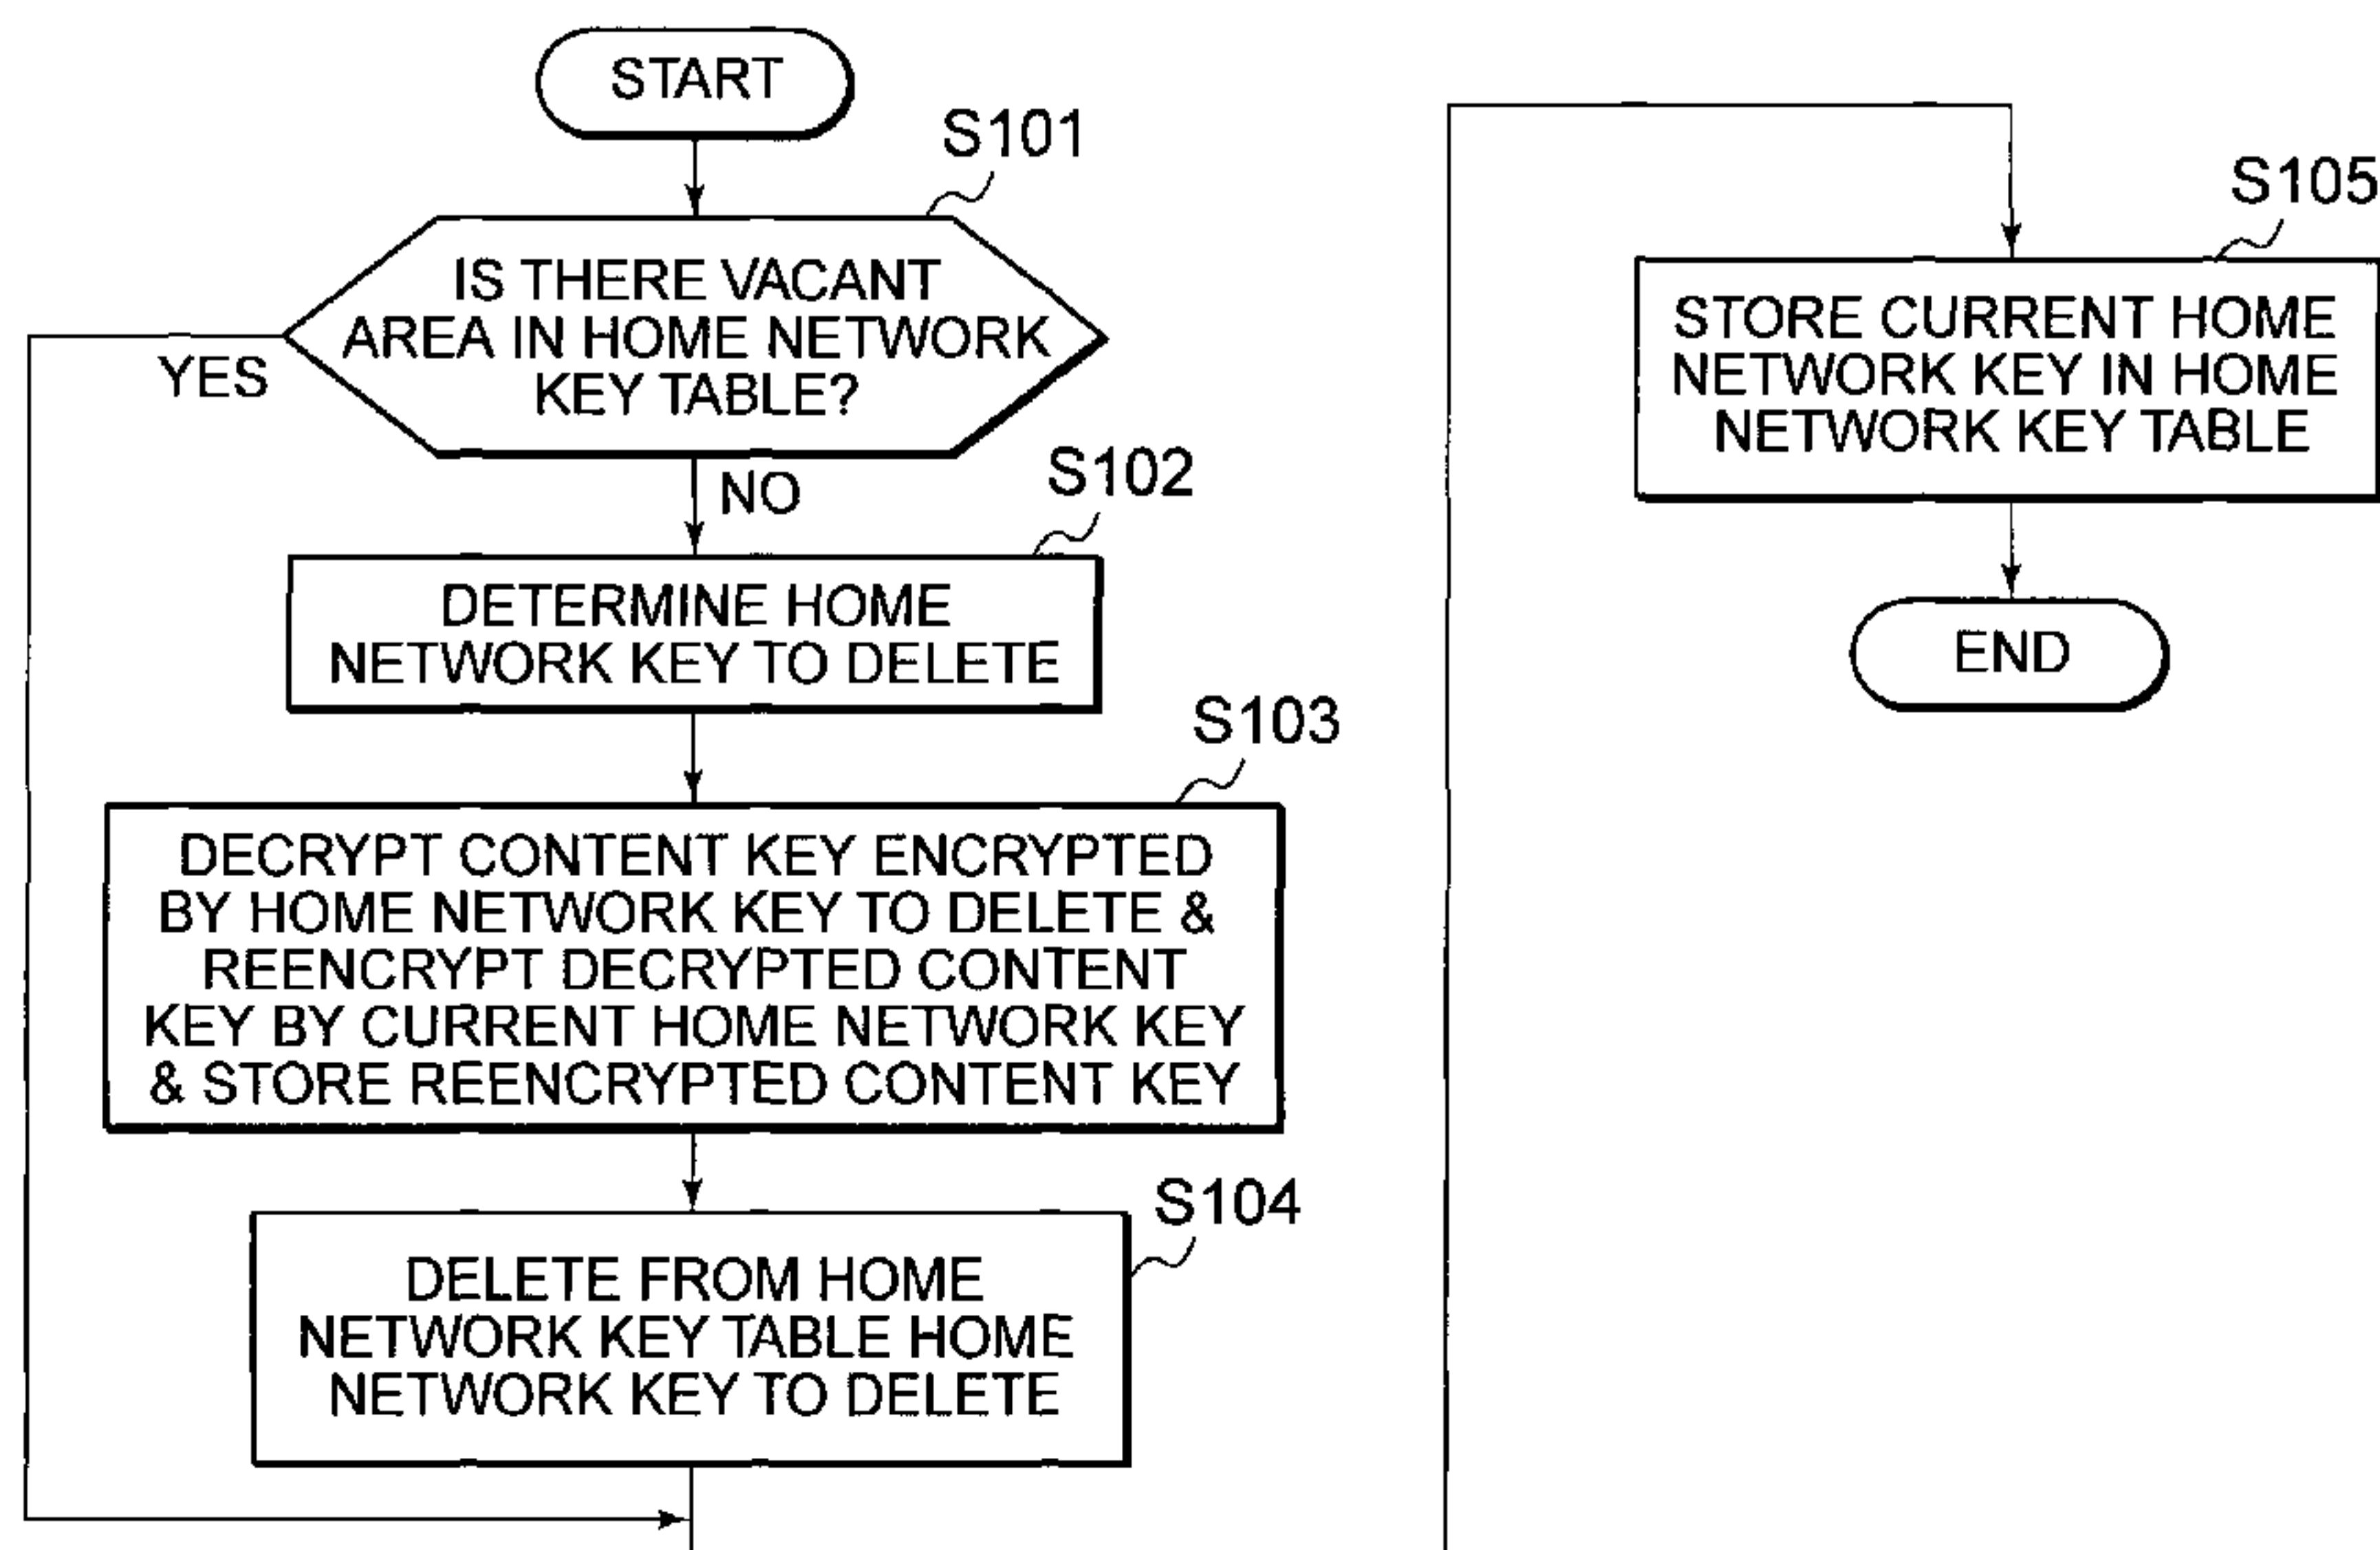 START
S101
IS THERE VACANT
AREA IN HOME NETWORK
KEY TABLE?
YES
NO
S102
DETERMINE HOME
NETWORK KEY TO DELETE
S103
DECRYPT CONTENT KEY ENCRYPTED
BY HOME NETWORK KEY TO DELETE &
REENCRYPT DECRYPTED CONTENT
KEY BY CURRENT HOME NETWORK KEY
& STORE REENCRYPTED CONTENT KEY
S104
DELETE FROM HOME
NETWORK KEY TABLE HOME
NETWORK KEY TO DELETE
S105
STORE CURRENT HOME
NETWORK KEY IN HOME
NETWORK KEY TABLE
END